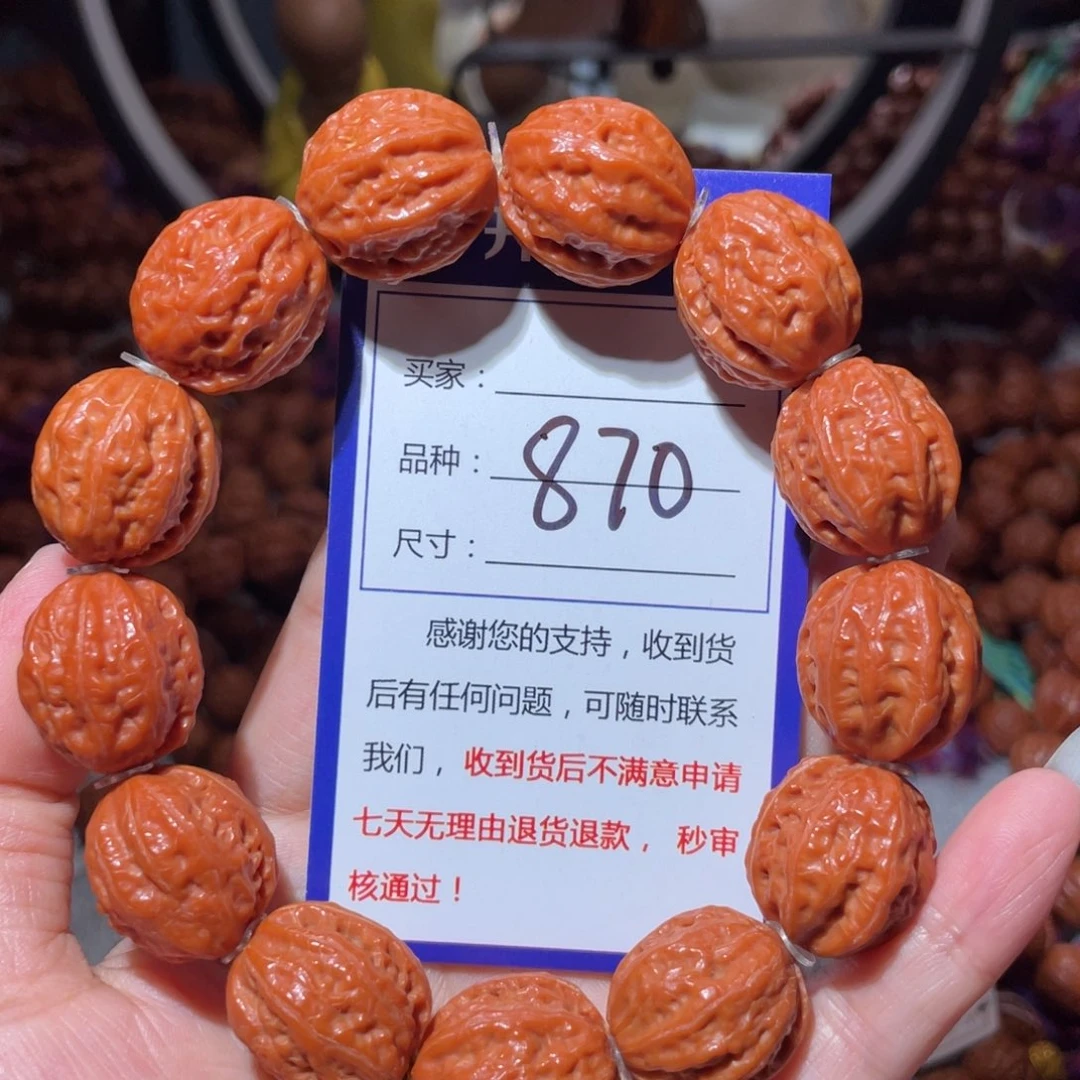 买家：
品种：870
尺寸：
感谢您的支持，收到货
后有任何问题，可随时联系
我们，收到货后不满意申请
七天无理由退货退款，秒审
核通过！